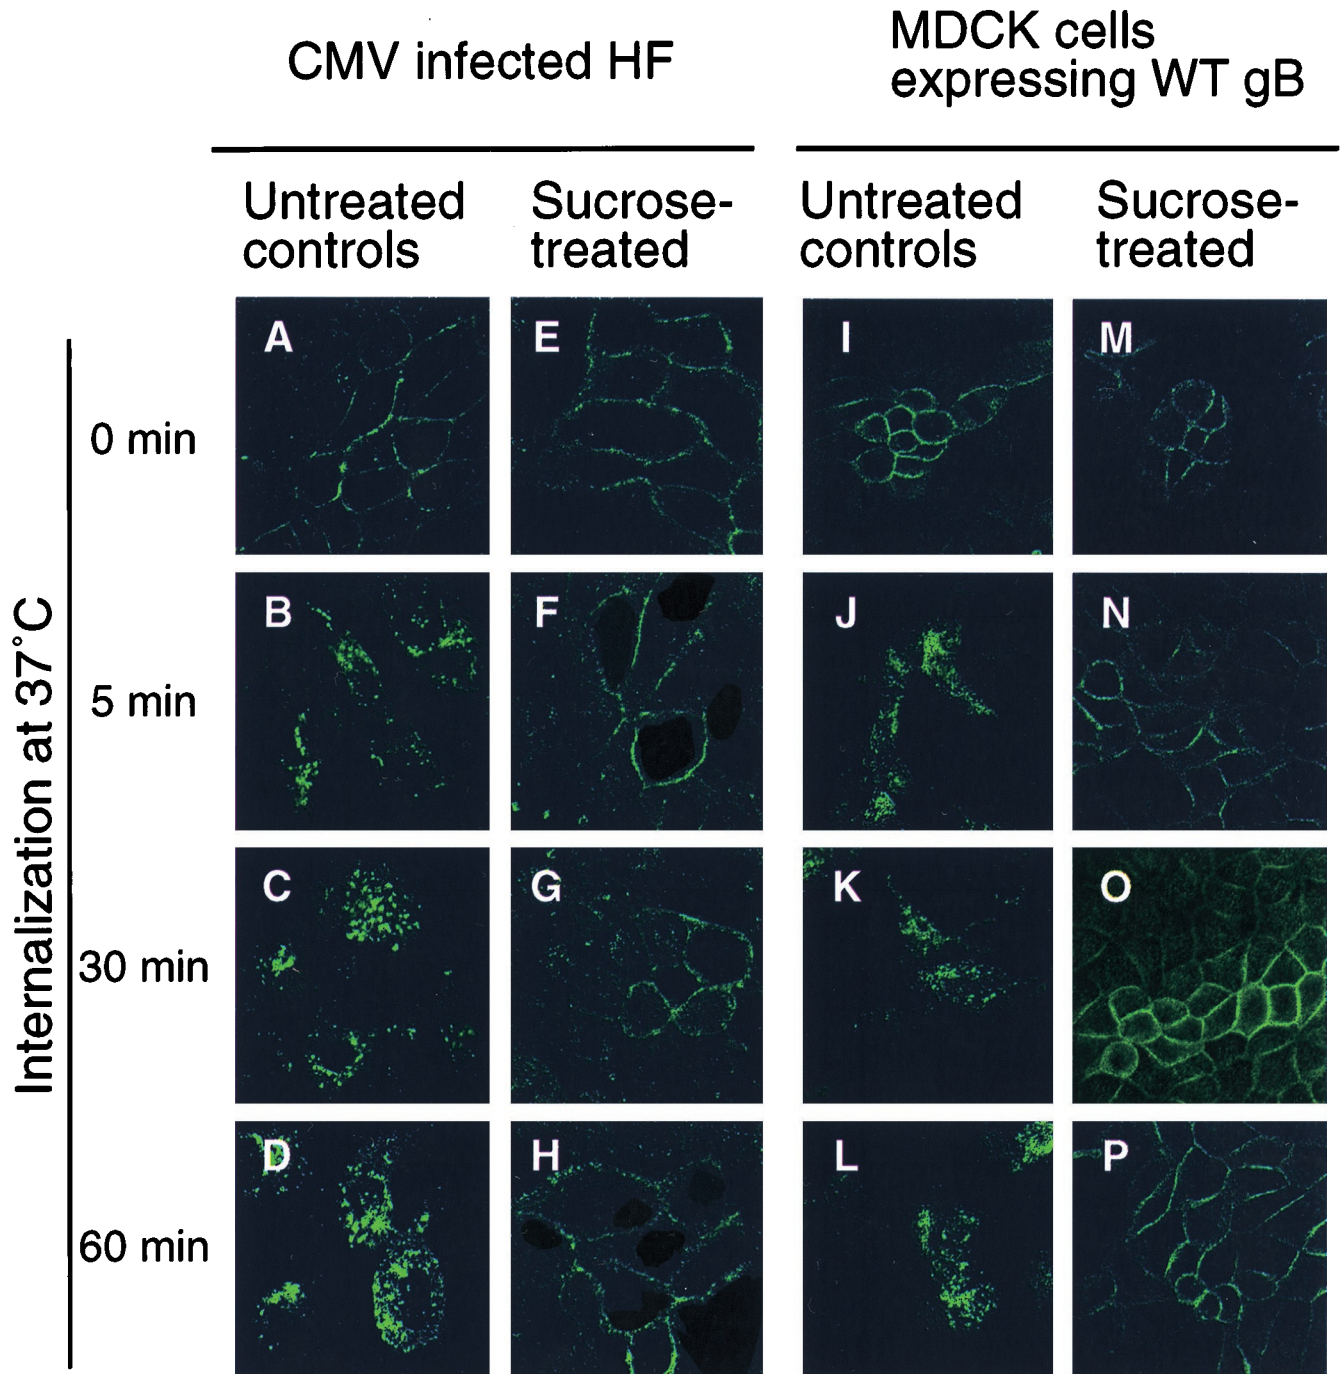 CMV infected HF
MDCK cells
expressing WT gB
Untreated
controls
Sucrose-
treated
Untreated
controls
Sucrose-
treated
Internalization at 37°C
0 min
A
E
I
M
5 min
B
F
J
N
30 min
C
G
K
O
60 min
D
H
L
P